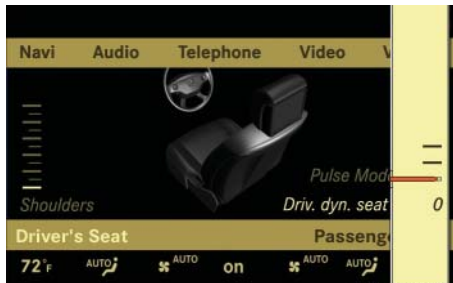 Navi Audio Telephone Video V
Pulse Mod
Shoulders Driv. dyn. seat 0
Driver's Seat Passeng
72°F AUTO AUTO on AUTO AUTO